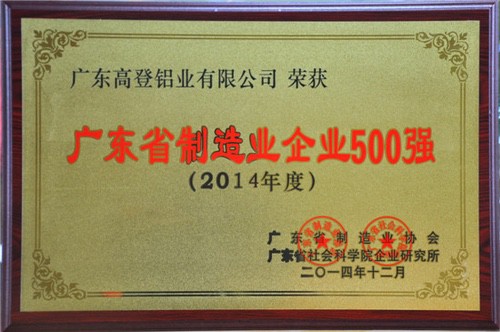 广东高登铝业有限公司 荣获
广东省制造业企业500强
(2014年度)
广东省制造业协会
广东省社会科学院企业研究所
二〇一四年十二月